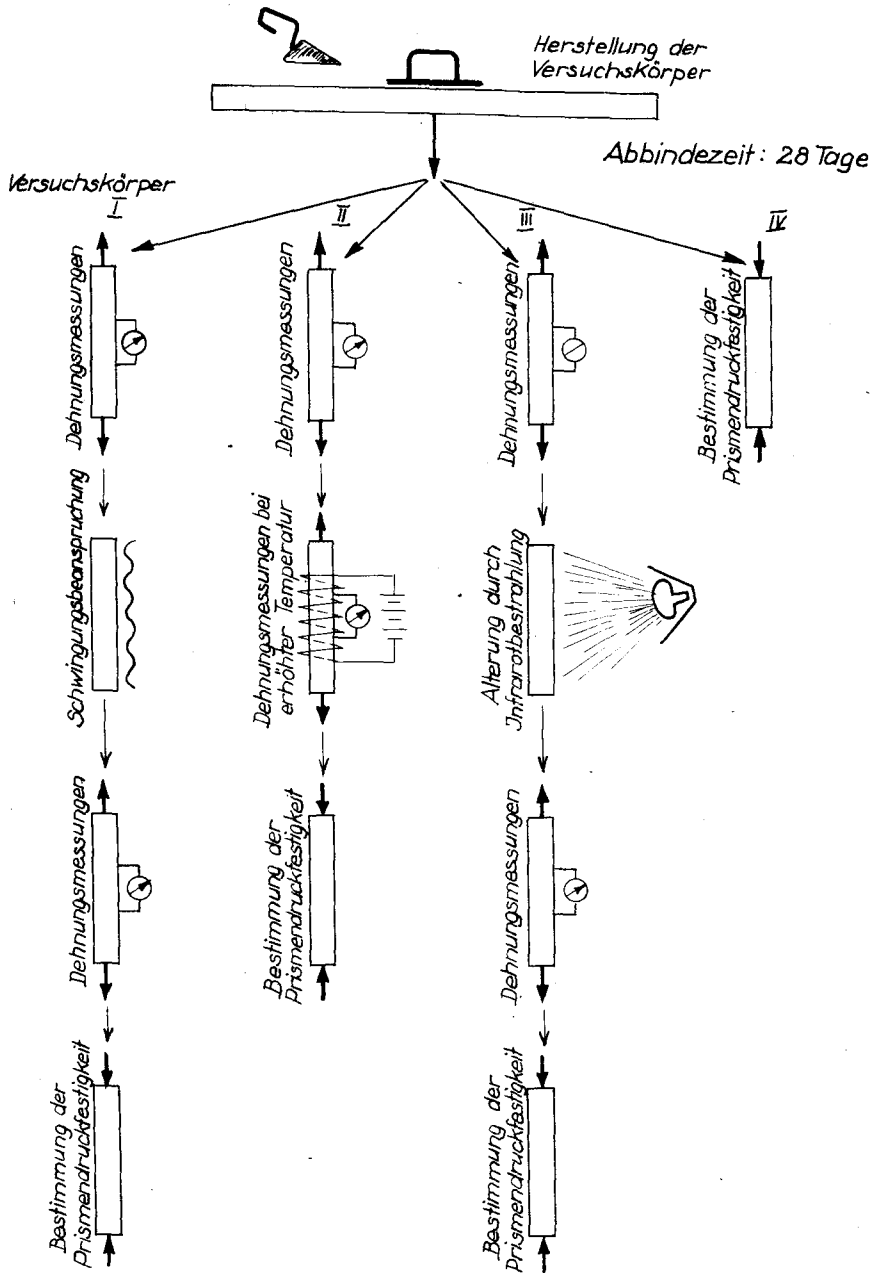 Herstellung der
Versuchskörper
Abbindezeit: 28 Tage
Versuchskörper
I
II
III
IV
Dehnungsmessungen
Dehnungsmessungen
Dehnungsmessungen
Bestimmung der
Prismendruckfestigkeit
Schwingungsbeanspruchung
Dehnungsmessungen bei
erhöhter Temperatur
Alterung durch
Infrarotbestrahlung
Dehnungsmessungen
Bestimmung der
Prismendruckfestigkeit
Dehnungsmessungen
Bestimmung der
Prismendruckfestigkeit
Bestimmung der
Prismendruckfestigkeit